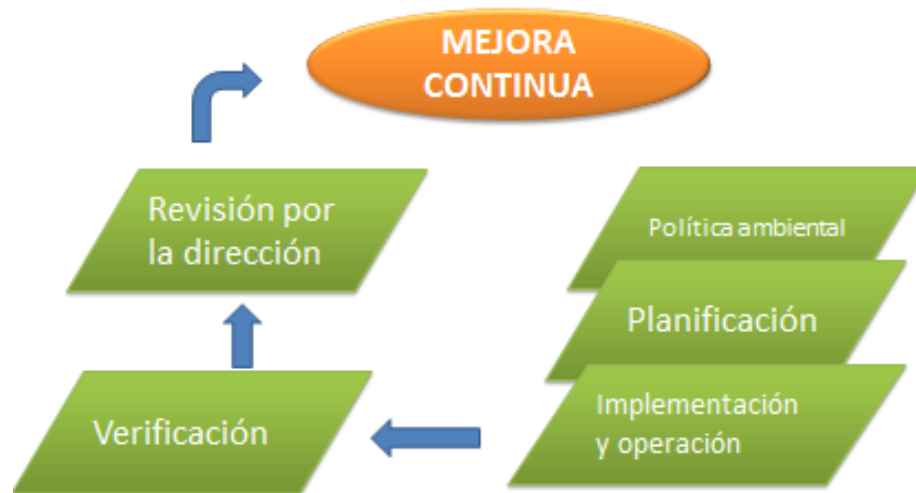 MEJORA
CONTINUA
Revisión por
la dirección
Política ambiental
Planificación
Implementación
y operación
Verificación